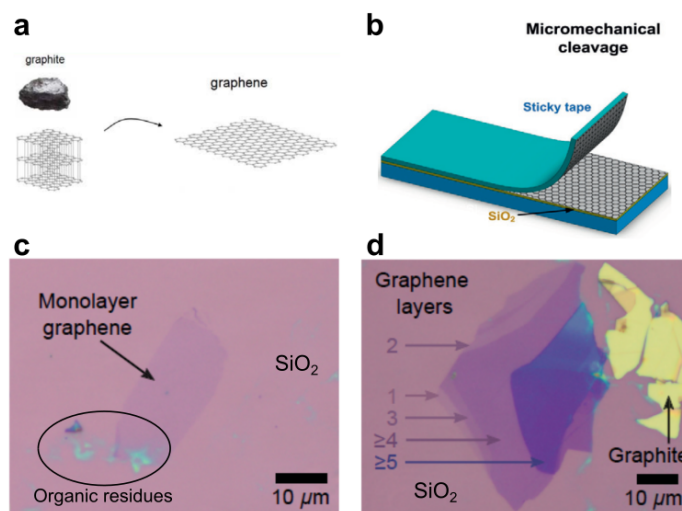 a
graphite
graphene
b
Micromechanical
cleavage
Sticky tape
SiO₂
c
Monolayer
graphene
SiO₂
Organic residues
10 µm
d
Graphene
layers
2
1
3
≥4
≥5
SiO₂
Graphite
10 µm